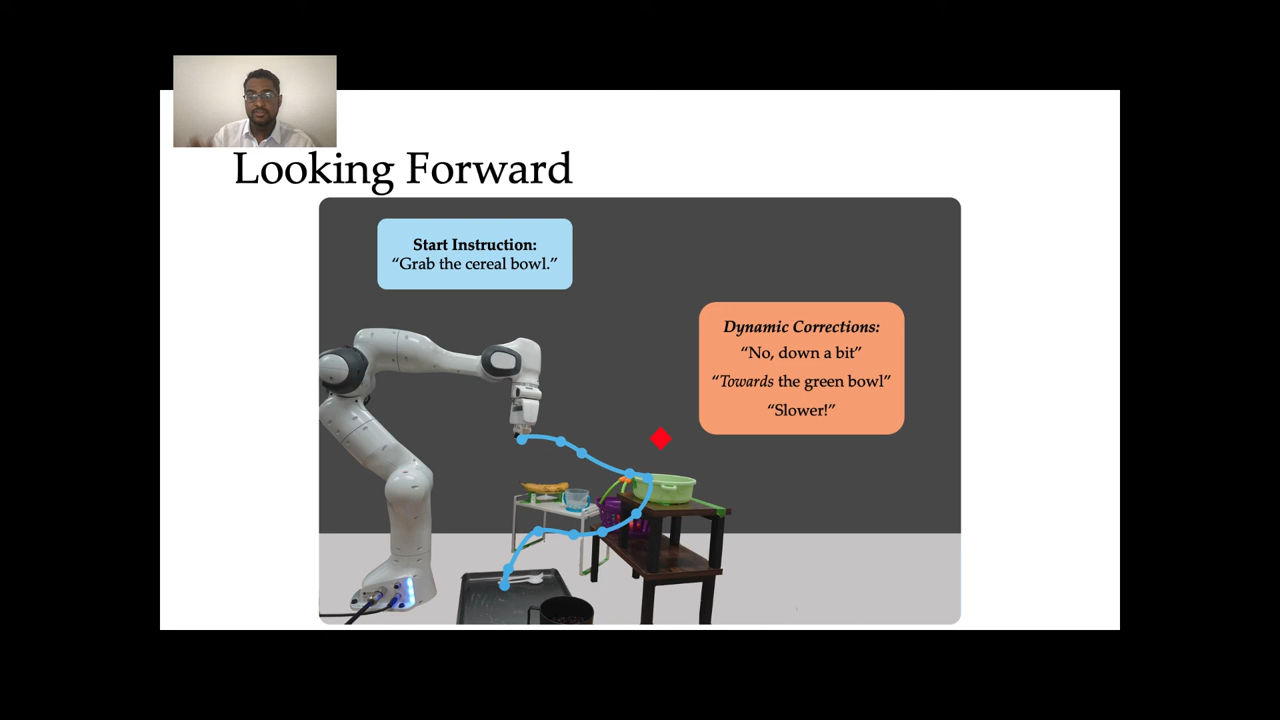 Looking Forward
Start Instruction:
“Grab the cereal bowl.”
Dynamic Corrections:
“No, down a bit”
“Towards the green bowl”
“Slower!”